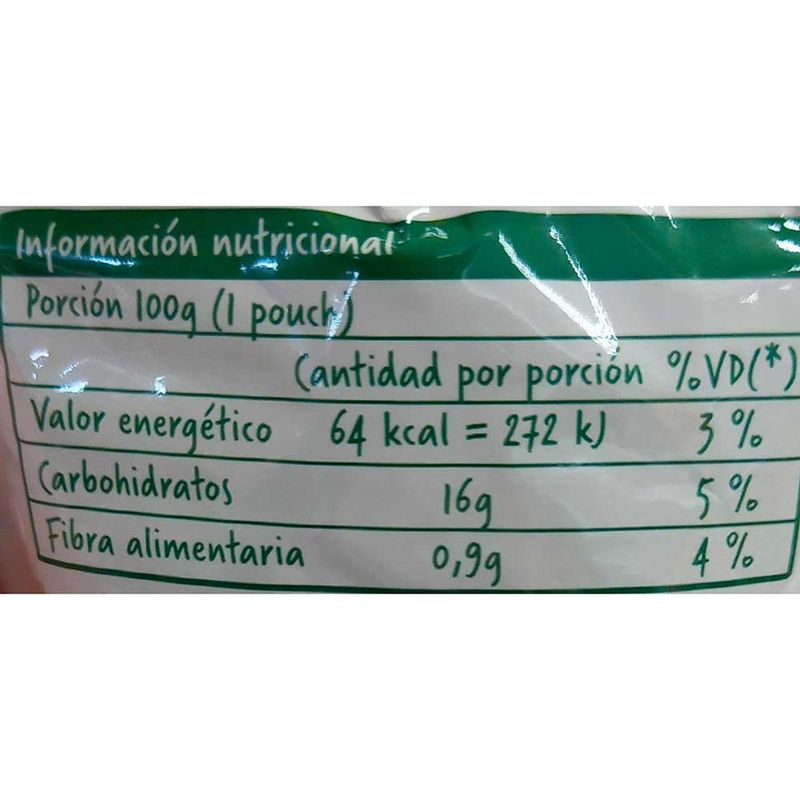 Información nutricional
Porción 100g (1 pouch)
Cantidad por porción %VD(*)
Valor energético 64 kcal = 272 kJ 3 %
Carbohidratos 16g 5 %
Fibra alimentaria 0,9g 4 %